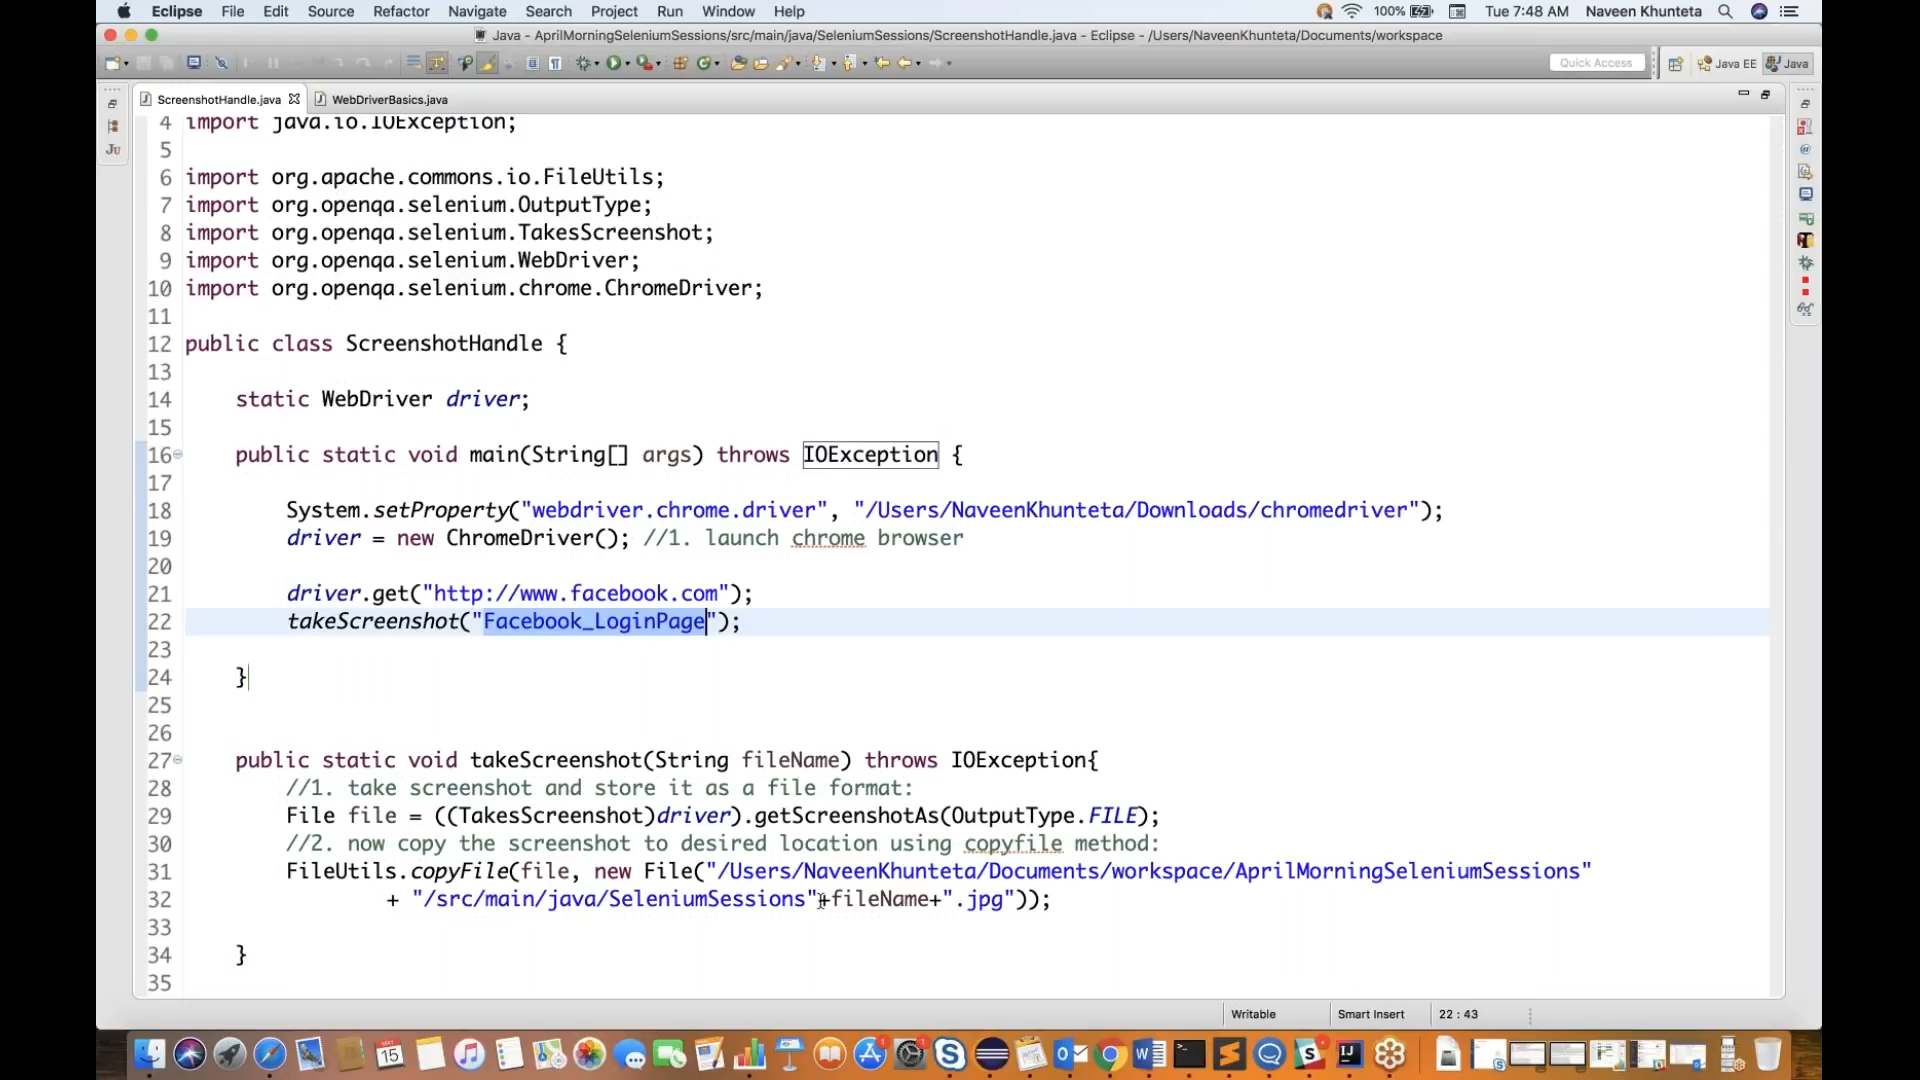 Eclipse File Edit Source Refactor Navigate Search Project Run Window Help 100% Tue 7:48 AM Naveen Khunteta
Java - AprilMorningSeleniumSessions/src/main/java/SeleniumSessions/ScreenshotHandle.java - Eclipse - /Users/NaveenKhunteta/Documents/workspace
Quick Access Java EE Java
ScreenshotHandle.java WebDriverBasics.java
4 import java.io.IOException;
5
6 import org.apache.commons.io.FileUtils;
7 import org.openqa.selenium.OutputType;
8 import org.openqa.selenium.TakesScreenshot;
9 import org.openqa.selenium.WebDriver;
10 import org.openqa.selenium.chrome.ChromeDriver;
11
12 public class ScreenshotHandle {
13
14 static WebDriver driver;
15
16 public static void main(String[] args) throws IOException {
17
18 System.setProperty("webdriver.chrome.driver", "/Users/NaveenKhunteta/Downloads/chromedriver");
19 driver = new ChromeDriver(); //1. launch chrome browser
20
21 driver.get("http://www.facebook.com");
22 takeScreenshot("Facebook_LoginPage");
23
24 }
25
26
27 public static void takeScreenshot(String fileName) throws IOException{
28 //1. take screenshot and store it as a file format:
29 File file = ((TakesScreenshot)driver).getScreenshotAs(OutputType.FILE);
30 //2. now copy the screenshot to desired location using copyfile method:
31 FileUtils.copyFile(file, new File("/Users/NaveenKhunteta/Documents/workspace/AprilMorningSeleniumSessions"
32 + "/src/main/java/SeleniumSessions"+fileName+".jpg"));
33
34 }
35
Writable Smart Insert 22 : 43